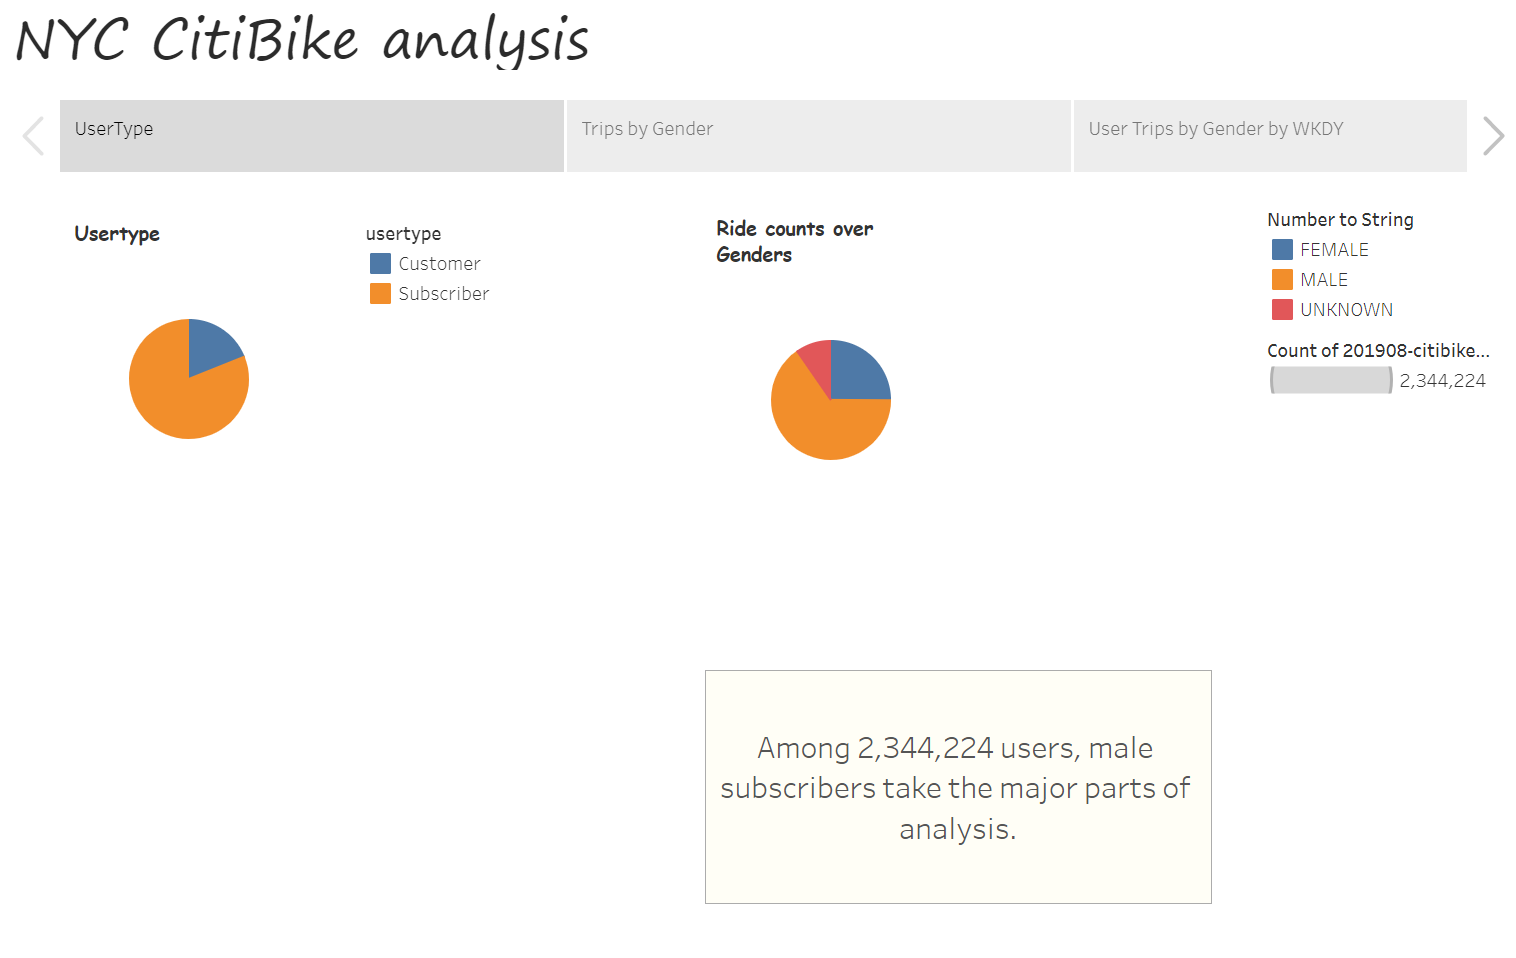 NYC CitiBike analysis
UserType
Trips by Gender
User Trips by Gender by WKDY
Usertype
usertype
Customer
Subscriber
Ride counts over
Genders
Number to String
FEMALE
MALE
UNKNOWN
Count of 201908-citibike...
2,344,224
Among 2,344,224 users, male
subscribers take the major parts of
analysis.